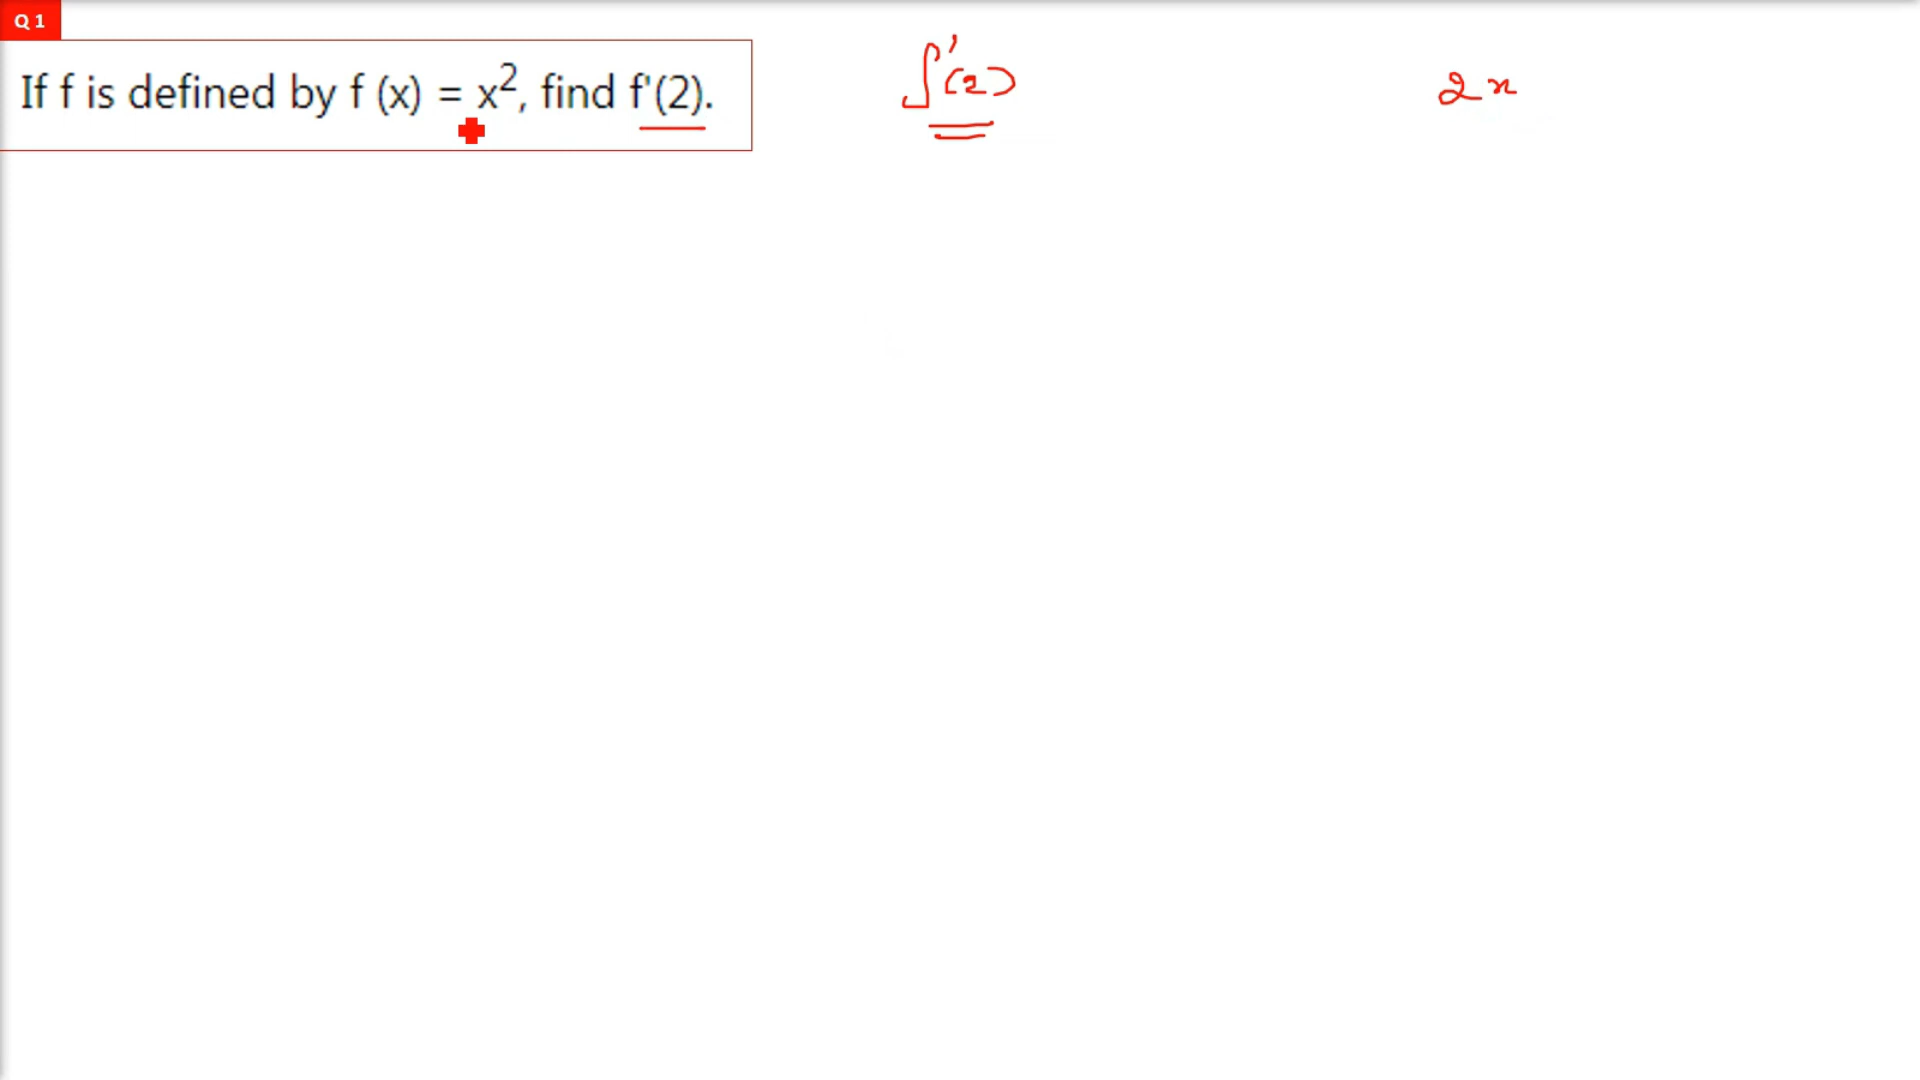 Q 1
If f is defined by f (x) = x², find f'(2).
f'(2)
2x